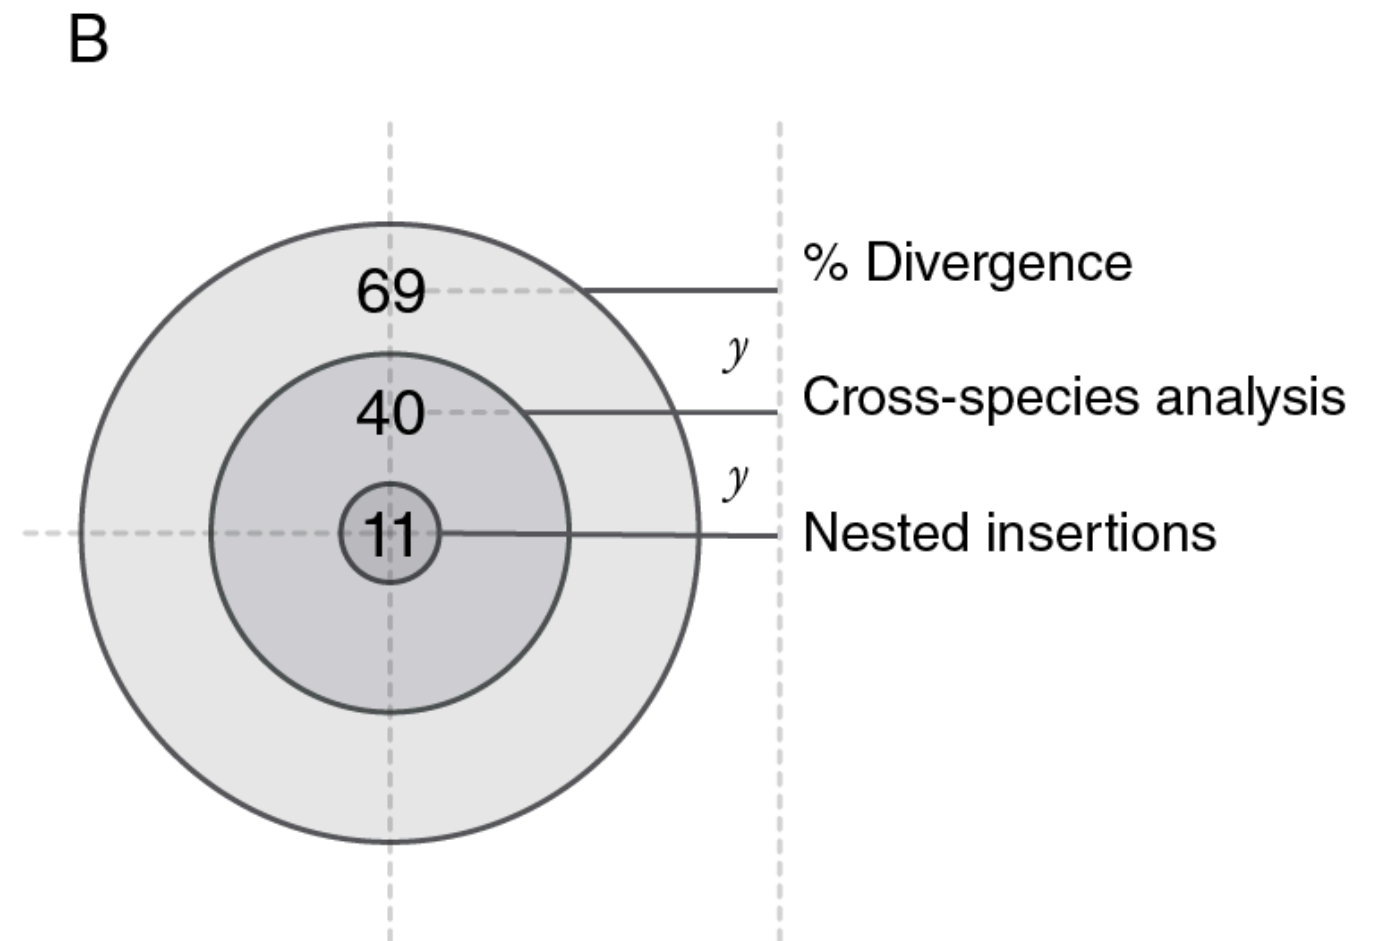 B
69
% Divergence
y
40
Cross-species analysis
y
11
Nested insertions